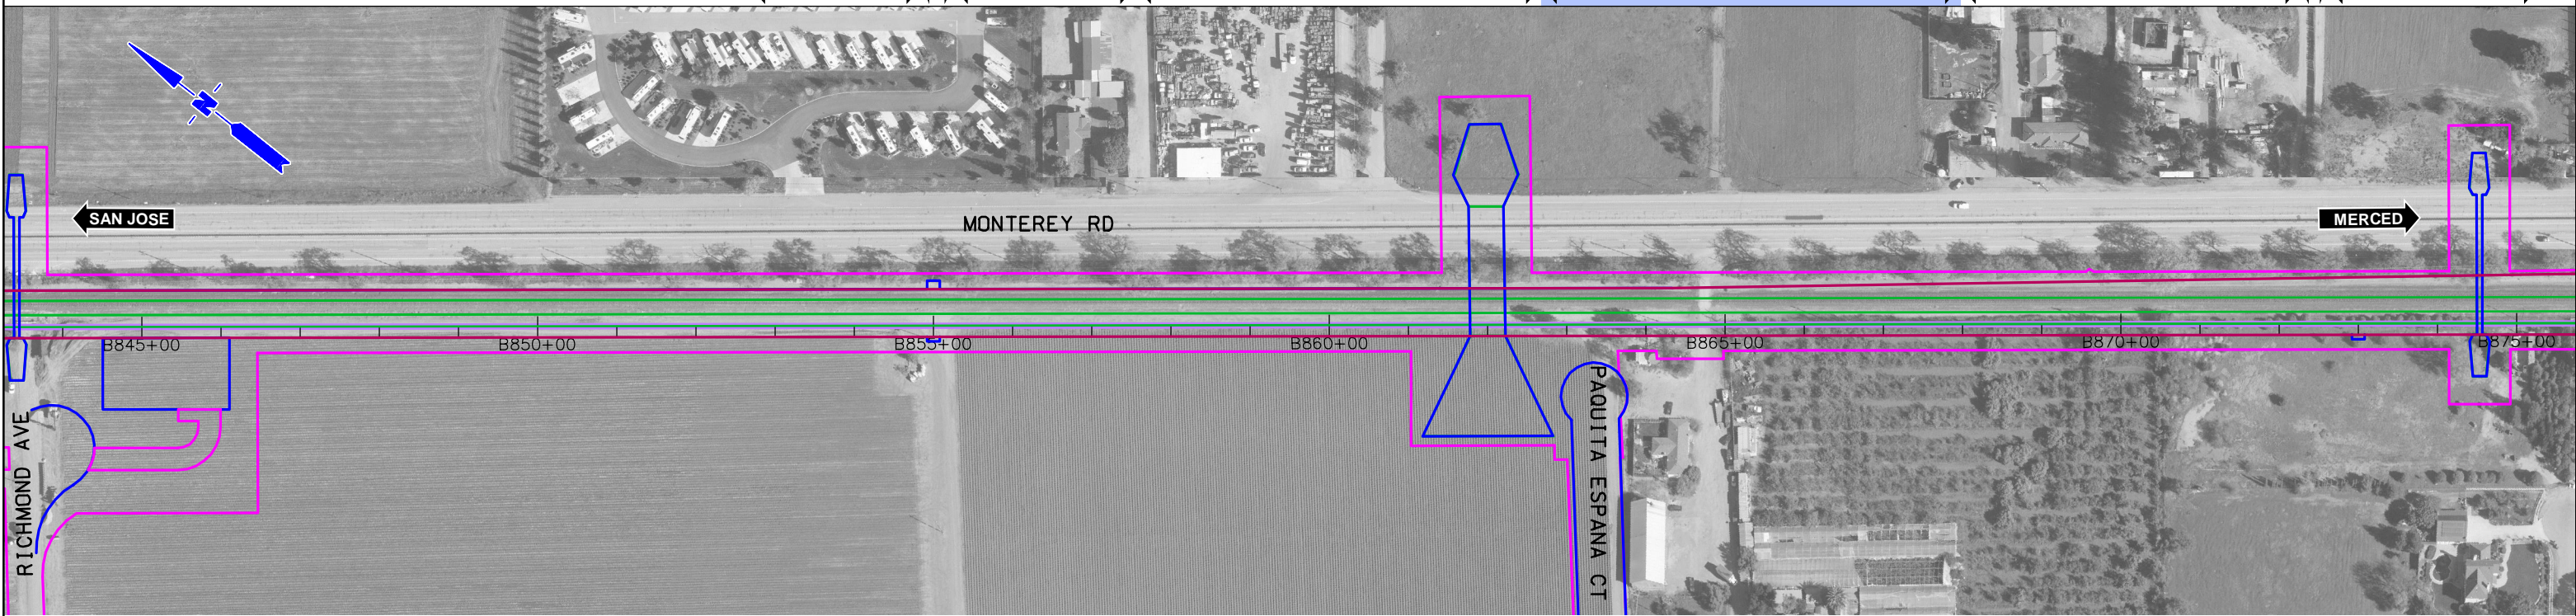 N
SAN JOSE
MONTEREY RD
MERCED
B845+00
B850+00
B855+00
B860+00
B865+00
B870+00
B875+00
RICHMOND AVE
PAQUITA ESPANA CT